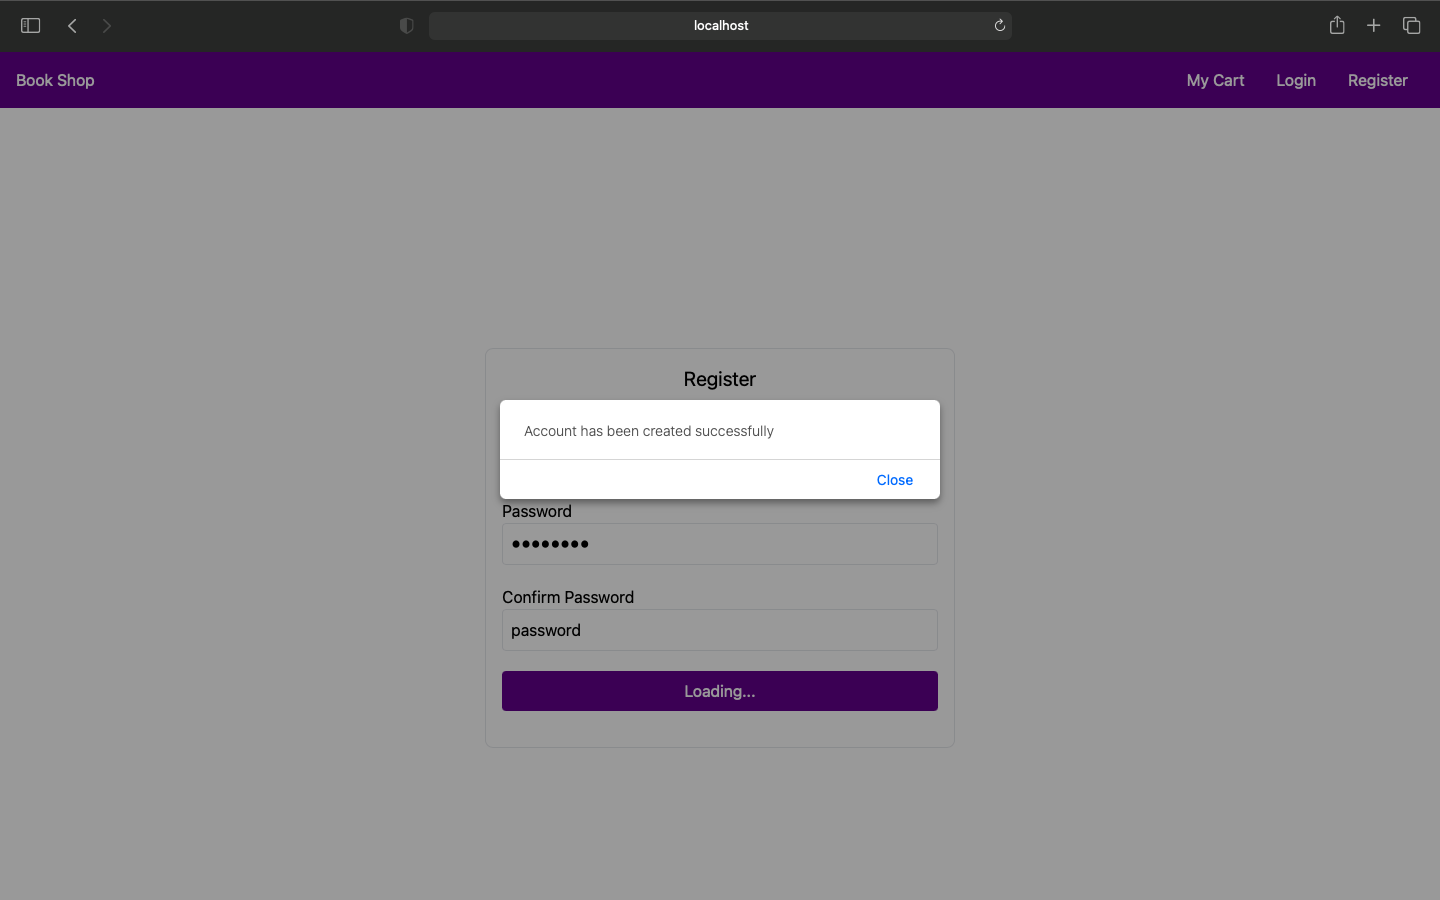 localhost
Book Shop
My Cart
Login
Register
Register
Account has been created successfully
Close
Password
••••••••
Confirm Password
password
Loading...